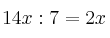 14x : 7 = 2x